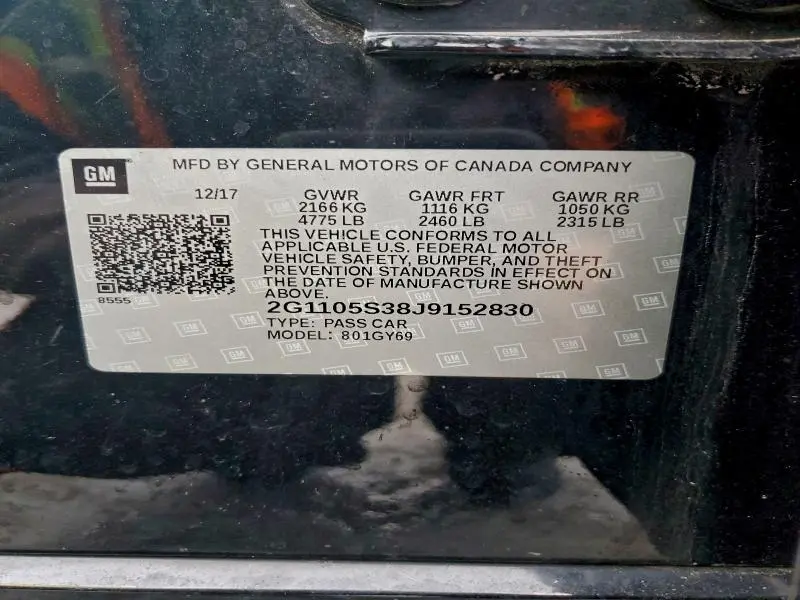 GM MFD BY GENERAL MOTORS OF CANADA COMPANY
12/17 GVWR GAWR FRT GAWR RR
2166 KG 1116 KG 1050 KG
4775 LB 2460 LB 2315 LB
THIS VEHICLE CONFORMS TO ALL
APPLICABLE U.S. FEDERAL MOTOR
VEHICLE SAFETY, BUMPER, AND THEFT
PREVENTION STANDARDS IN EFFECT ON
THE DATE OF MANUFACTURE SHOWN
ABOVE.
8555
2G1105S38J9152830
TYPE: PASS CAR
MODEL: 801GY69